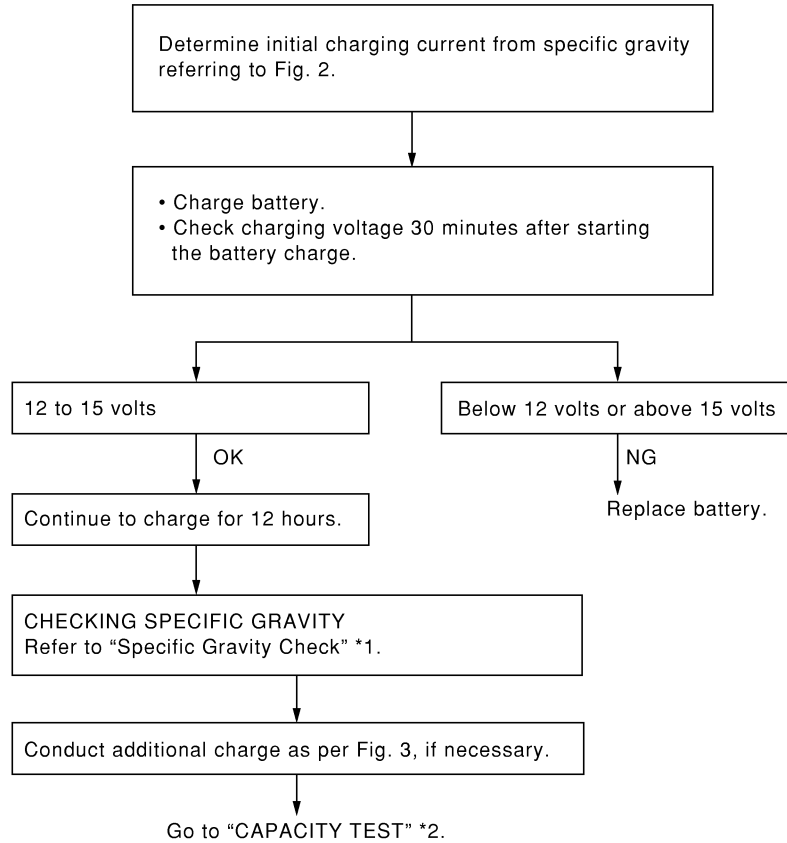 Determine initial charging current from specific gravity
referring to Fig. 2.
• Charge battery.
• Check charging voltage 30 minutes after starting
the battery charge.
12 to 15 volts
Below 12 volts or above 15 volts
OK
NG
Continue to charge for 12 hours.
Replace battery.
CHECKING SPECIFIC GRAVITY
Refer to “Specific Gravity Check” *1.
Conduct additional charge as per Fig. 3, if necessary.
Go to “CAPACITY TEST” *2.